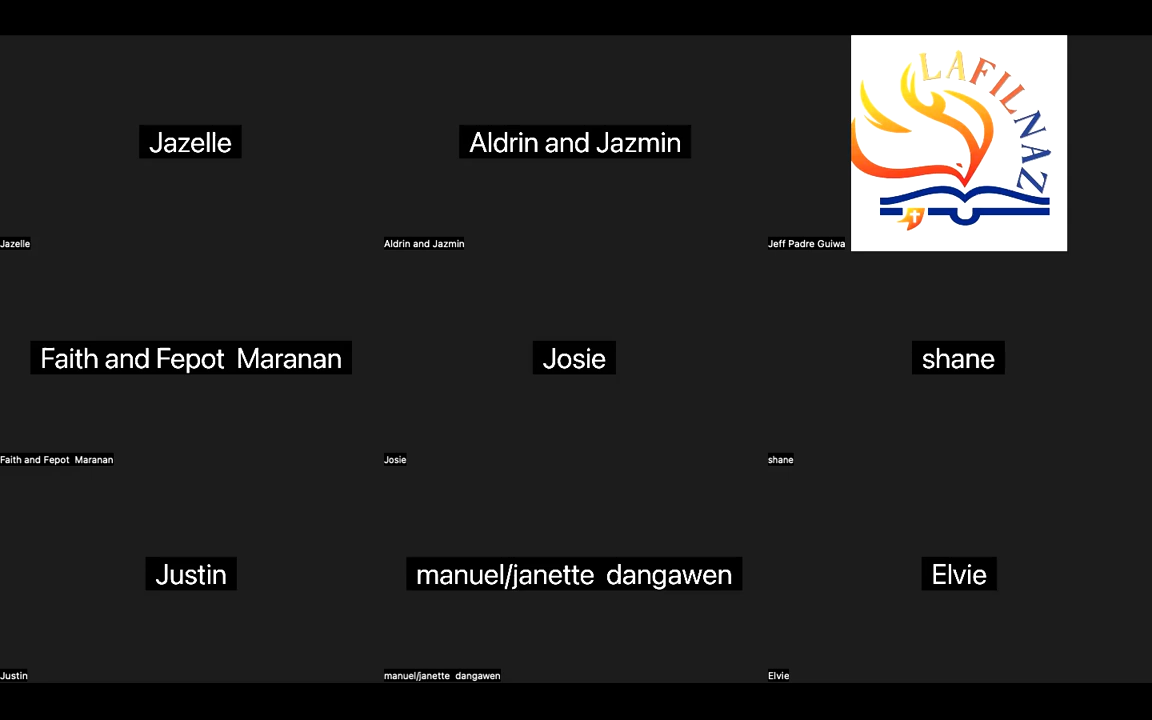 Jazelle
Aldrin and Jazmin
LAFILNAZ
Jazelle
Aldrin and Jazmin
Jeff Padre Guiwa
Faith and Fepot  Maranan
Josie
shane
Faith and Fepot  Maranan
Josie
shane
Justin
manuel/janette  dangawen
Elvie
Justin
manuel/janette  dangawen
Elvie